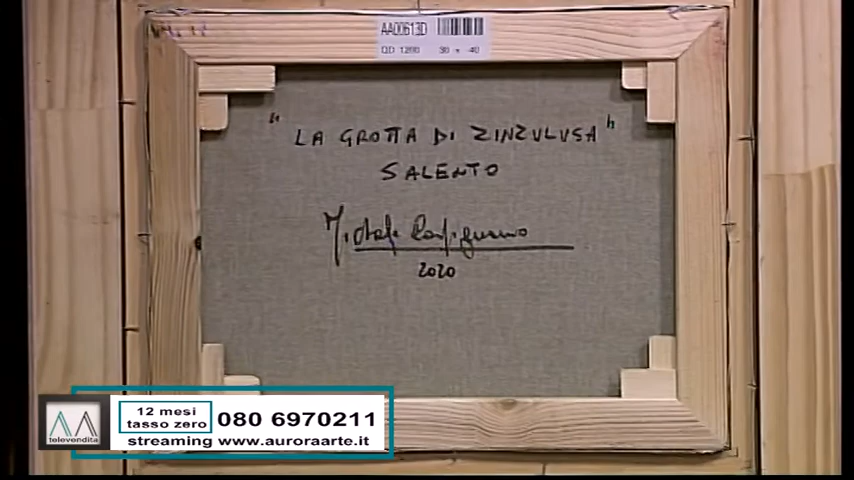 AA00613D
QD 1200 30 x 40
" LA GROTTA DI ZINZULUSA "
SALENTO
2020
televendita
12 mesi
tasso zero
080 6970211
streaming www.auroraarte.it